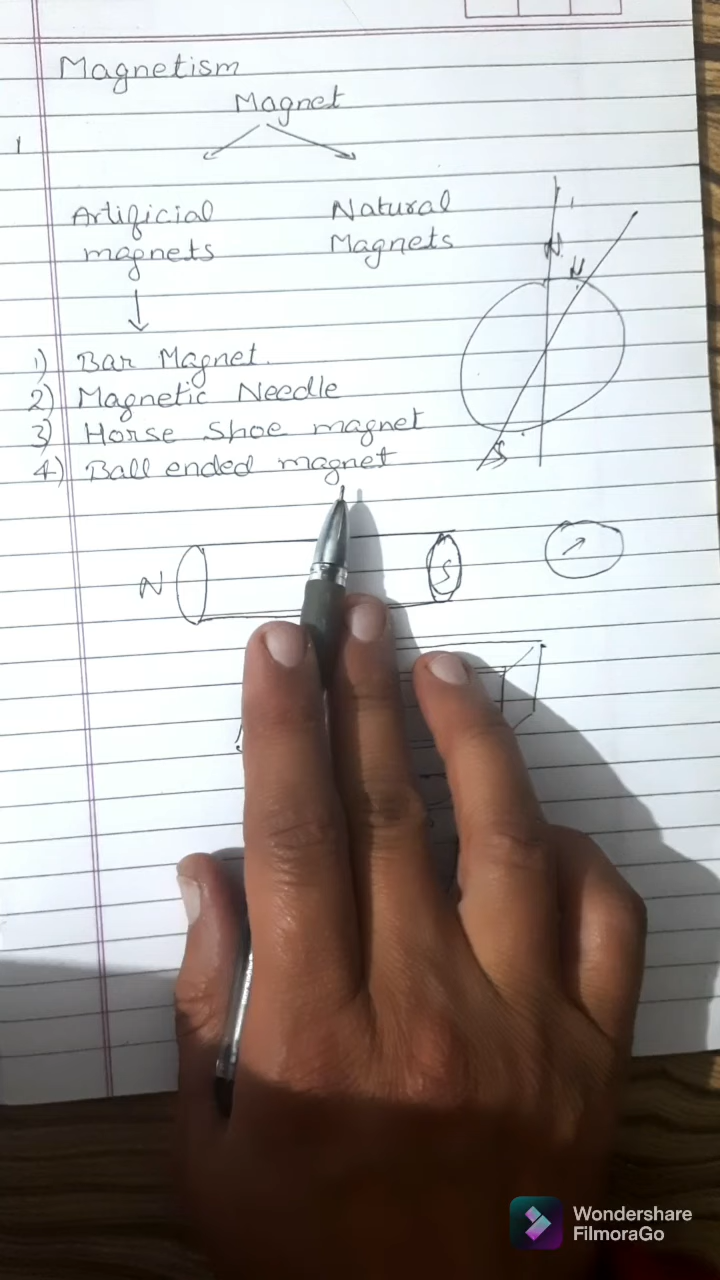 Magnetism
Magnet
Artificial magnets
Natural Magnets
1) Bar Magnet.
2) Magnetic Needle
3) Horse Shoe magnet
4) Ball ended magnet
N
N
S
N
S
Wondershare
FilmoraGo